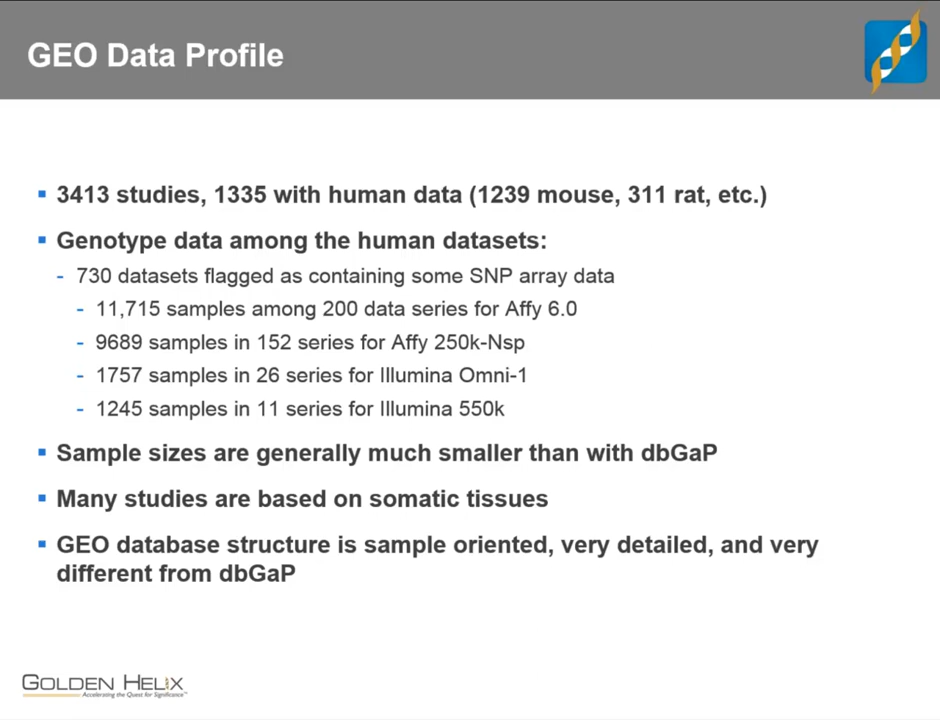 GEO Data Profile
▪ 3413 studies, 1335 with human data (1239 mouse, 311 rat, etc.)
▪ Genotype data among the human datasets:
- 730 datasets flagged as containing some SNP array data
- 11,715 samples among 200 data series for Affy 6.0
- 9689 samples in 152 series for Affy 250k-Nsp
- 1757 samples in 26 series for Illumina Omni-1
- 1245 samples in 11 series for Illumina 550k
▪ Sample sizes are generally much smaller than with dbGaP
▪ Many studies are based on somatic tissues
▪ GEO database structure is sample oriented, very detailed, and very
different from dbGaP
GOLDEN HELIX
Accelerating the Quest for Significance™